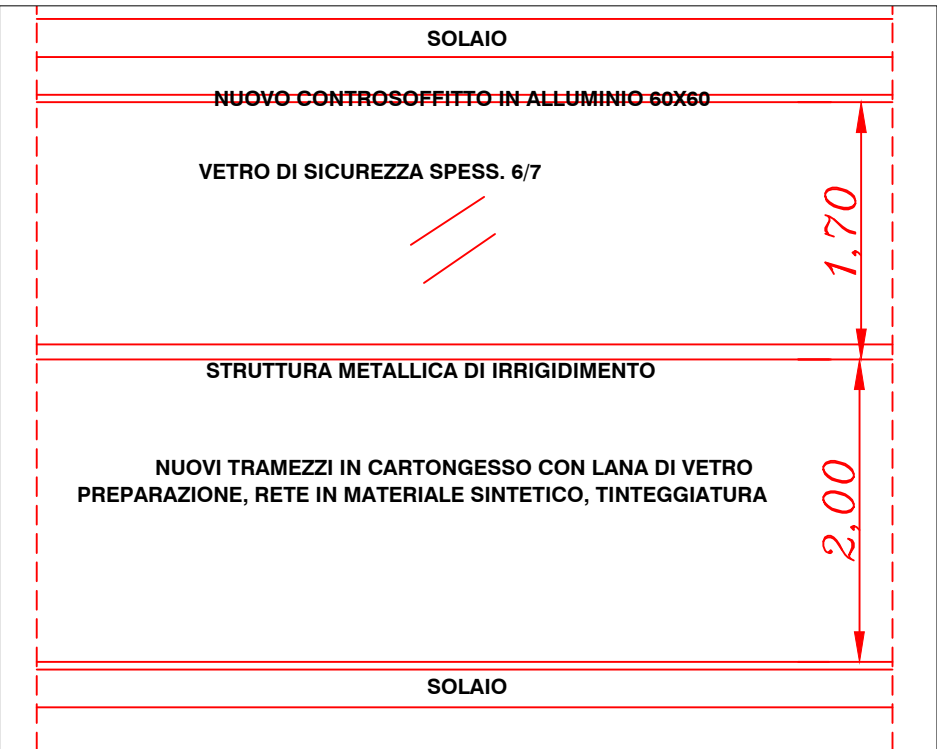 SOLAIO
NUOVO CONTROSOFFITTO IN ALLUMINIO 60X60
VETRO DI SICUREZZA SPESS. 6/7
1,70
STRUTTURA METALLICA DI IRRIGIDIMENTO
NUOVI TRAMEZZI IN CARTONGESSO CON LANA DI VETRO
PREPARAZIONE, RETE IN MATERIALE SINTETICO, TINTEGGIATURA
2,00
SOLAIO